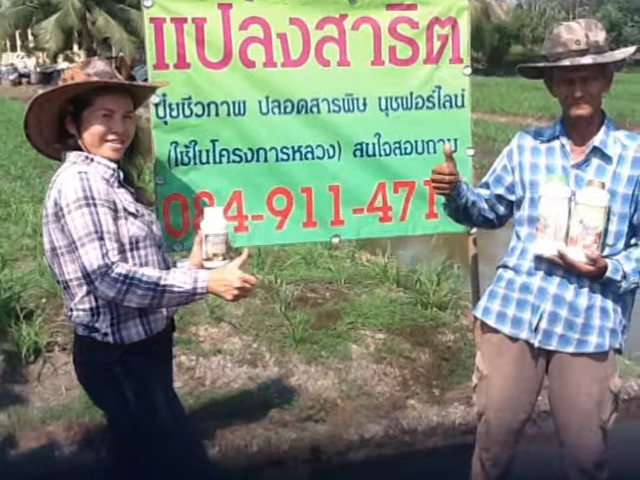 แปลงสาธิต
ปุ๋ยชีวภาพ ปลอดสารพิษ นุชฟอร์ไลน์
(ใช้ในโครงการหลวง) สนใจสอบถาม
084-911-471